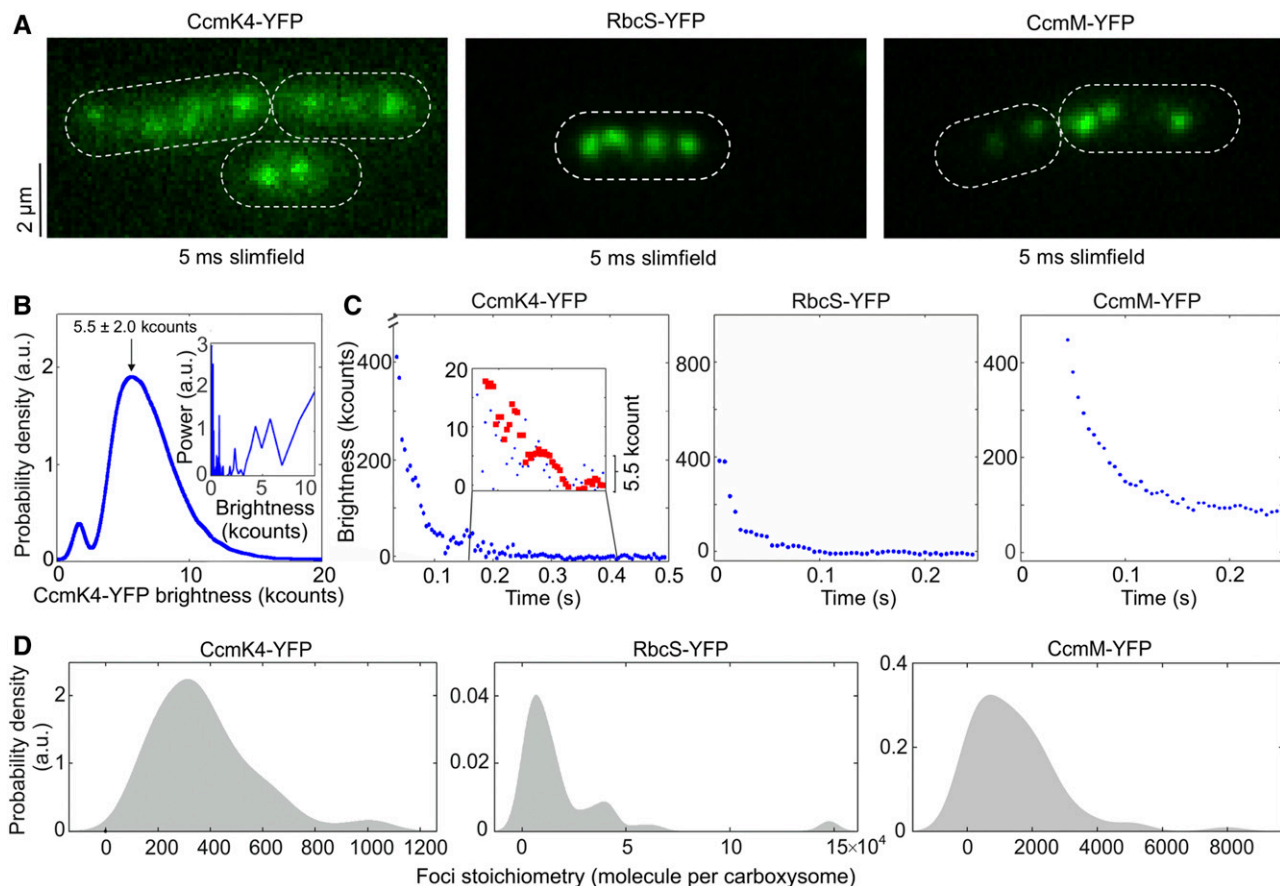 A
CcmK4-YFP
RbcS-YFP
CcmM-YFP
2 μm
5 ms slimfield
5 ms slimfield
5 ms slimfield
B
5.5 ± 2.0 kcounts
Probability density (a.u.)
2
1
0
0 5 10 15 20
CcmK4-YFP brightness (kcounts)
Power (a.u.)
3
2
1
0
0 5 10
Brightness
(kcounts)
C
CcmK4-YFP
RbcS-YFP
CcmM-YFP
Brightness (kcounts)
400
200
0
20
10
0
5.5 kcount
0.1 0.2 0.3 0.4 0.5
Time (s)
800
400
0
0 0.1 0.2
Time (s)
400
200
0
0 0.1 0.2
Time (s)
D
CcmK4-YFP
RbcS-YFP
CcmM-YFP
Probability density
(a.u.)
2
1
0
0 200 400 600 800 1000 1200
0.04
0.02
0
0 5 10 15×10⁴
0.4
0.2
0
0 2000 4000 6000 8000
Foci stoichiometry (molecule per carboxysome)